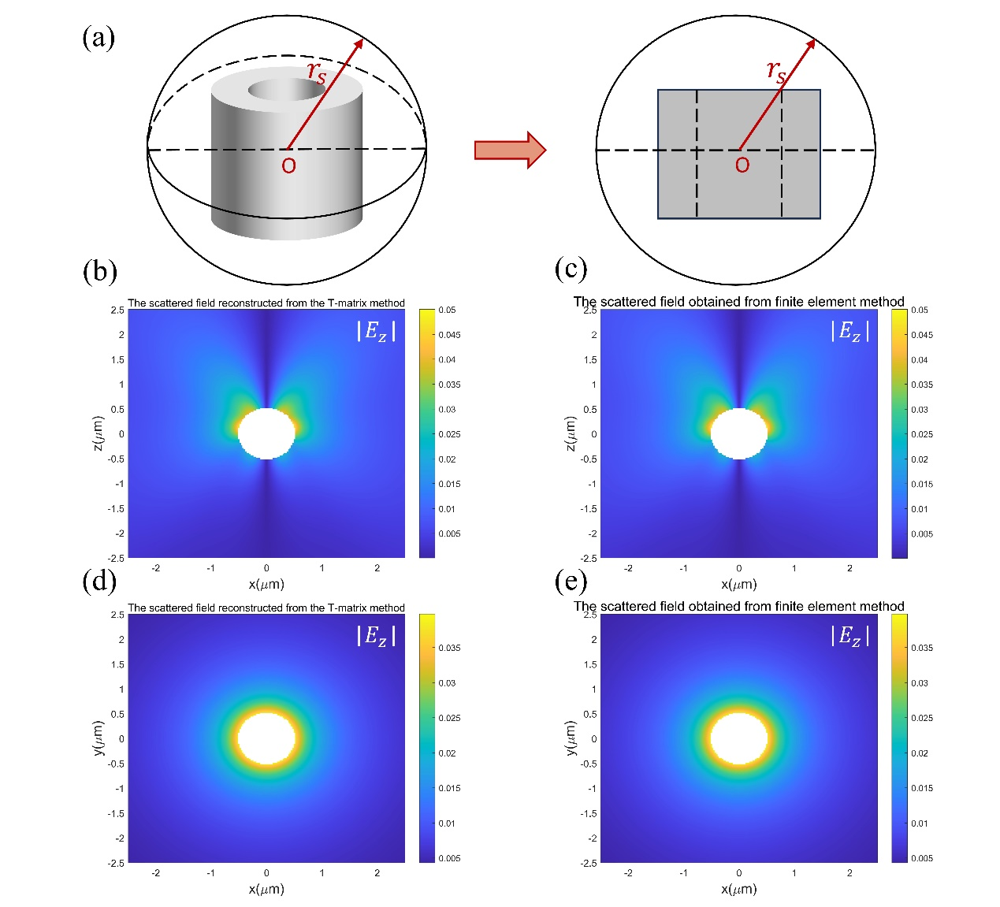 (a)
r_s
O
r_s
O
(b)
The scattered field reconstructed from the T-matrix method
|E_z|
2.5
2
1.5
1
0.5
0
-0.5
-1
-1.5
-2
-2.5
z(μm)
-2 -1 0 1 2
x(μm)
0.05
0.045
0.04
0.035
0.03
0.025
0.02
0.015
0.01
0.005
(c)
The scattered field obtained from finite element method
|E_z|
2.5
2
1.5
1
0.5
0
-0.5
-1
-1.5
-2
-2.5
z(μm)
-2 -1 0 1 2
x(μm)
0.05
0.045
0.04
0.035
0.03
0.025
0.02
0.015
0.01
0.005
(d)
The scattered field reconstructed from the T-matrix method
|E_z|
2.5
2
1.5
1
0.5
0
-0.5
-1
-1.5
-2
-2.5
y(μm)
-2 -1 0 1 2
x(μm)
0.035
0.03
0.025
0.02
0.015
0.01
0.005
(e)
The scattered field obtained from finite element method
|E_z|
2.5
2
1.5
1
0.5
0
-0.5
-1
-1.5
-2
-2.5
y(μm)
-2 -1 0 1 2
x(μm)
0.035
0.03
0.025
0.02
0.015
0.01
0.005